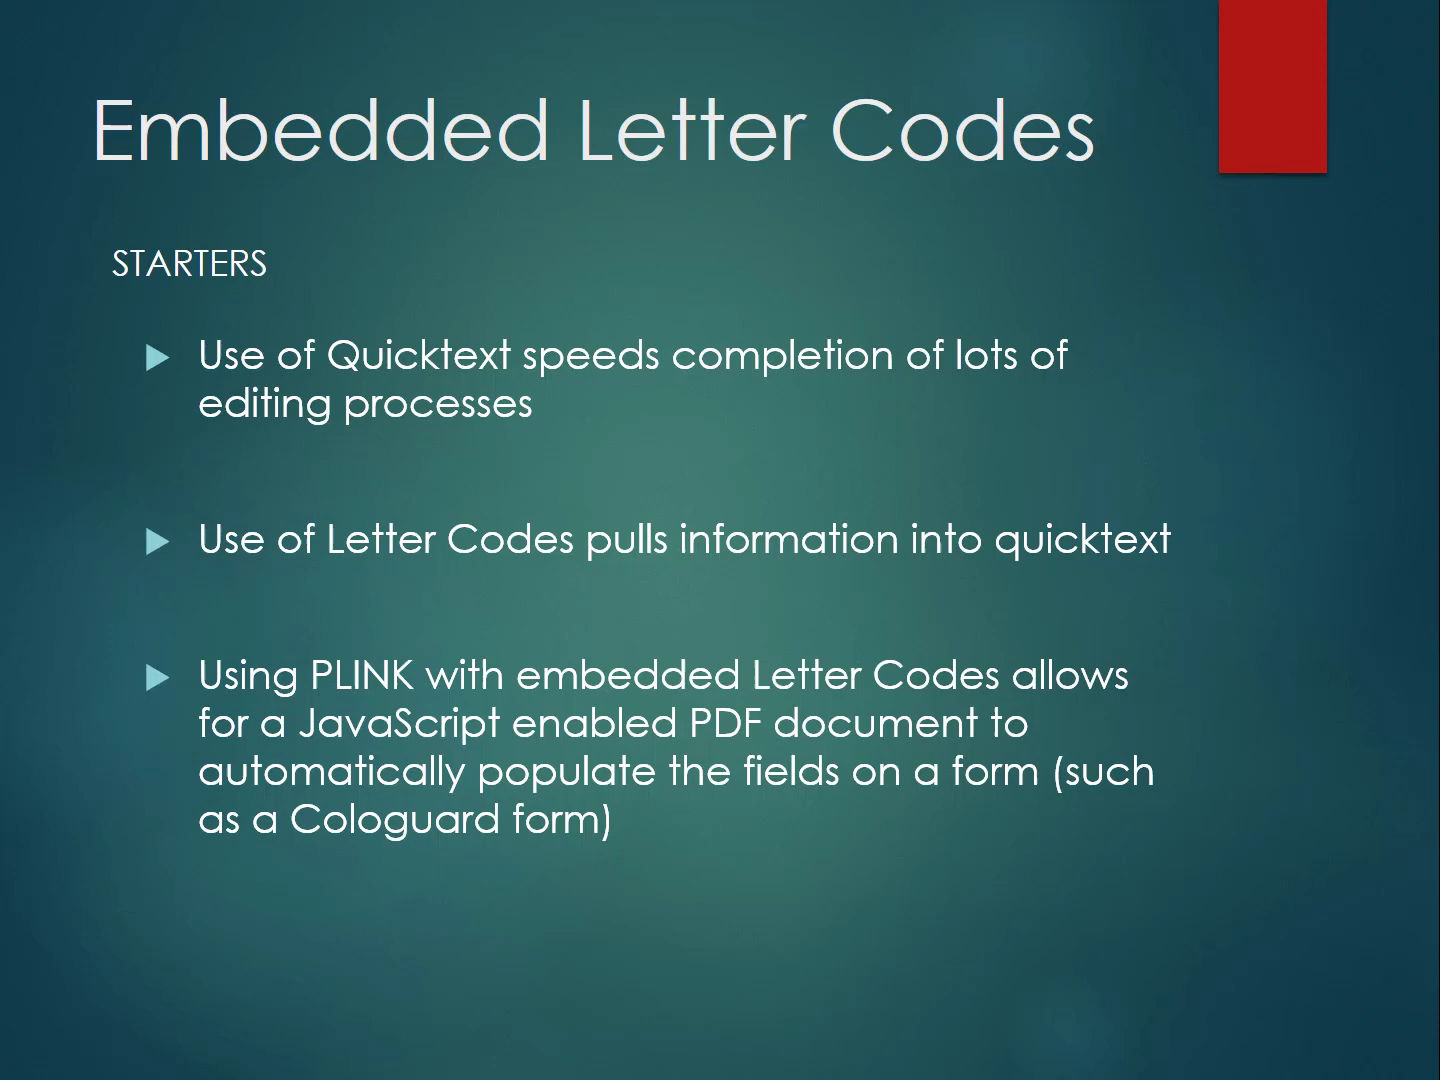 Embedded Letter Codes
STARTERS
Use of Quicktext speeds completion of lots of
editing processes
Use of Letter Codes pulls information into quicktext
Using PLINK with embedded Letter Codes allows
for a JavaScript enabled PDF document to
automatically populate the fields on a form (such
as a Cologuard form)